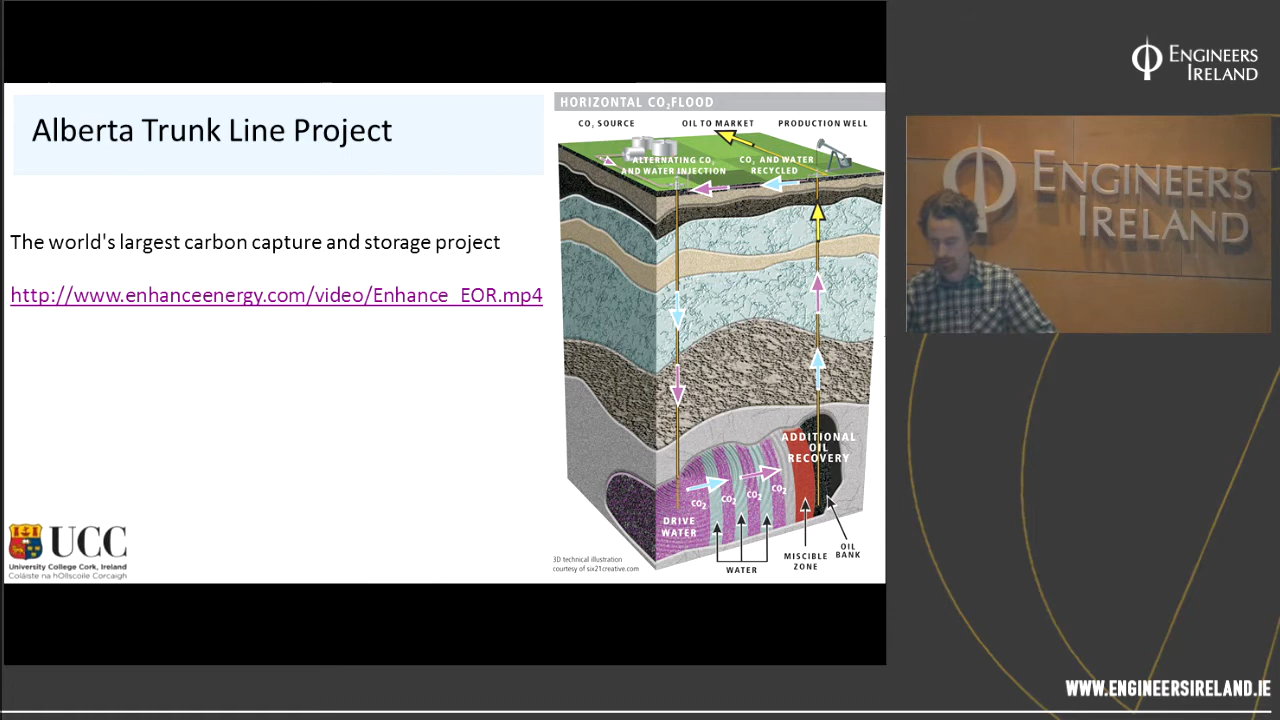 Alberta Trunk Line Project
The world's largest carbon capture and storage project
http://www.enhanceenergy.com/video/Enhance_EOR.mp4
UCC
University College Cork, Ireland
Coláiste na hOllscoile Corcaigh
HORIZONTAL CO₂ FLOOD
CO₂ SOURCE
OIL TO MARKET
PRODUCTION WELL
ALTERNATING CO₂
AND WATER INJECTION
CO₂ AND WATER
RECYCLED
ADDITIONAL
OIL
RECOVERY
CO₂
CO₂
CO₂
CO₂
DRIVE
WATER
WATER
MISCIBLE
ZONE
OIL
BANK
3D technical illustration
courtesy of six21creative.com
ENGINEERS
IRELAND
ENGINEERS
IRELAND
WWW.ENGINEERSIRELAND.IE